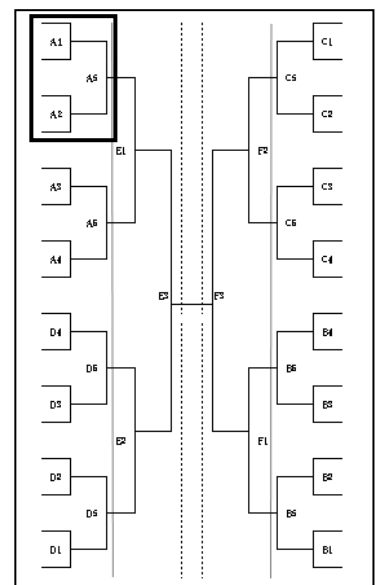 A1 C1
A5 C5
A2 C2
E1 F2
A3 C3
A6 C6
A4 C4
E3 F3
D4 B4
D6 B6
D3 B3
E2 F1
D2 B2
D5 B5
D1 B1